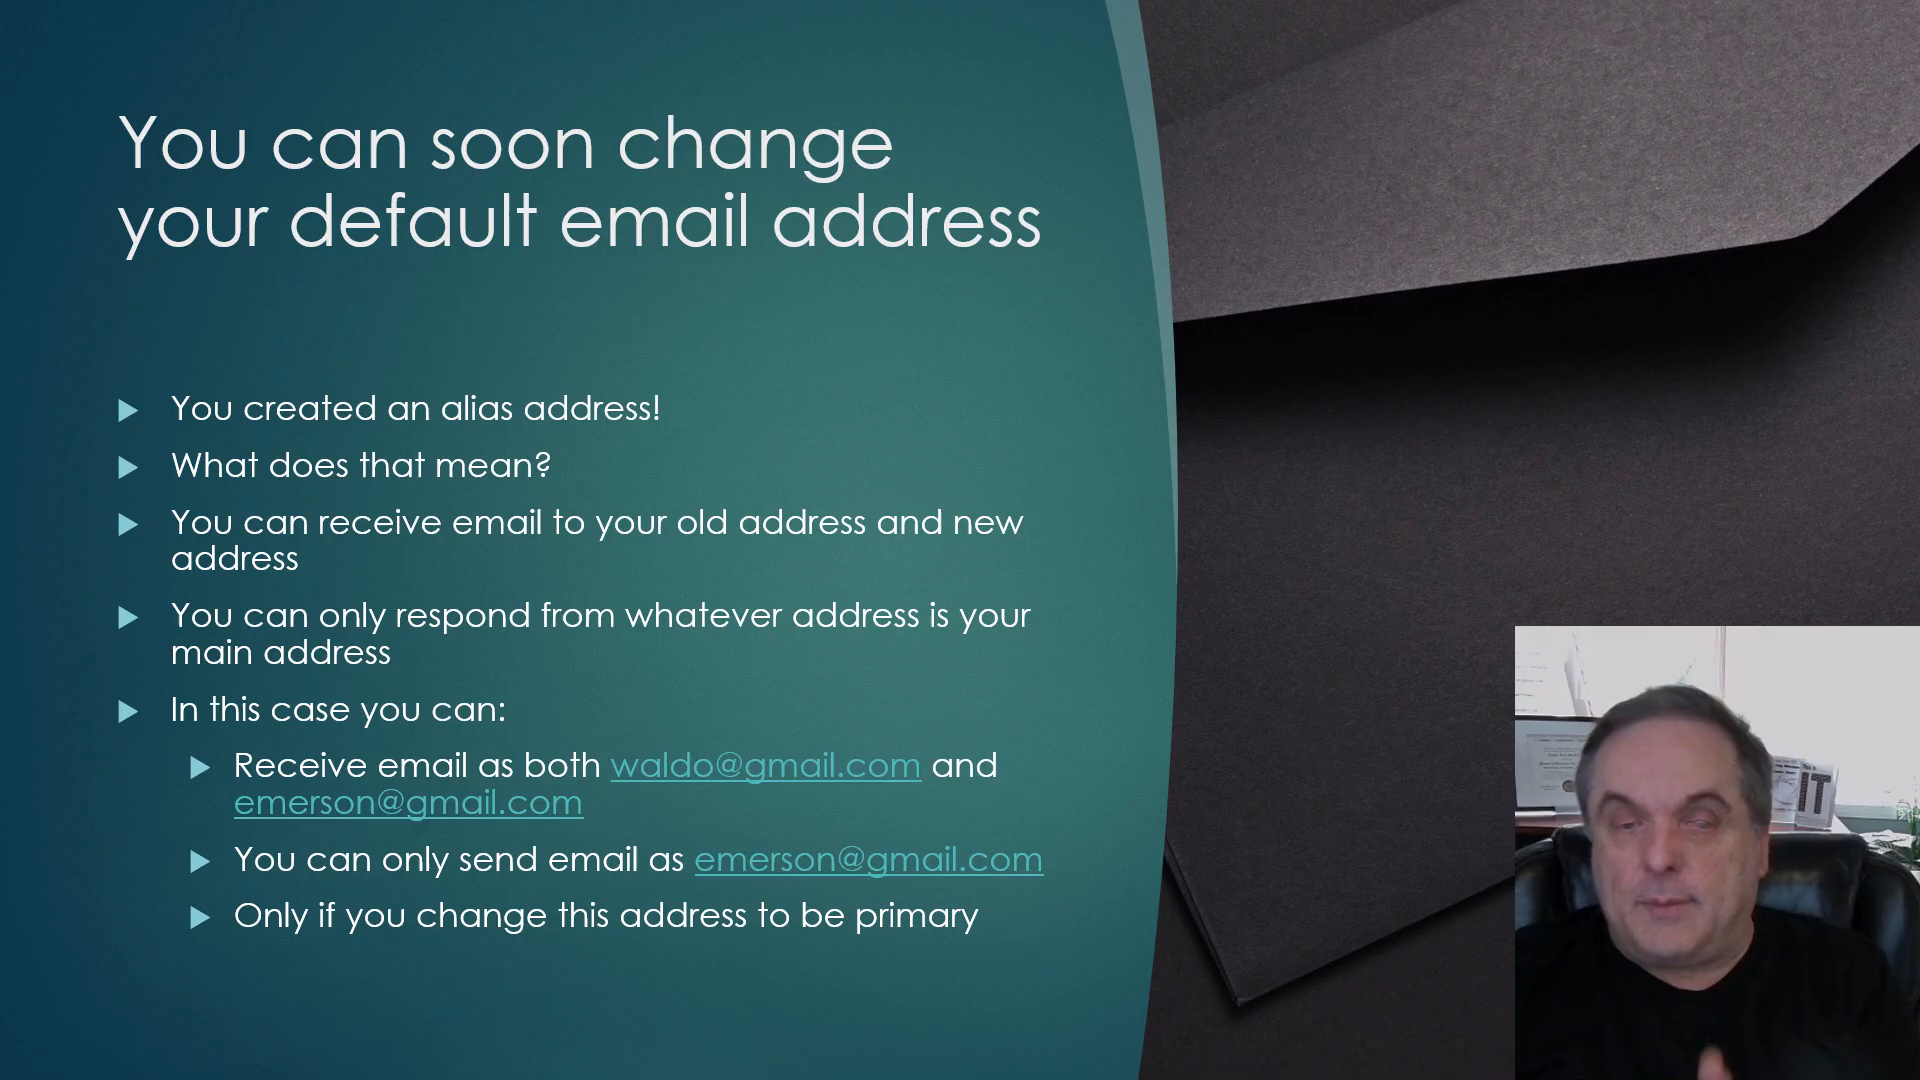 You can soon change
your default email address
You created an alias address!
What does that mean?
You can receive email to your old address and new
address
You can only respond from whatever address is your
main address
In this case you can:
Receive email as both waldo@gmail.com and
emerson@gmail.com
You can only send email as emerson@gmail.com
Only if you change this address to be primary